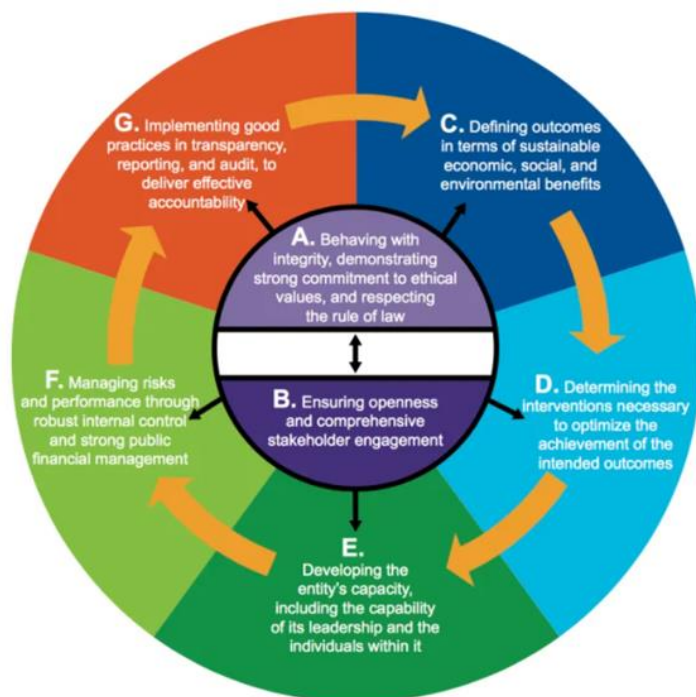 G. Implementing good
practices in transparency,
reporting, and audit, to
deliver effective
accountability
C. Defining outcomes
in terms of sustainable
economic, social, and
environmental benefits
A. Behaving with
integrity, demonstrating
strong commitment to ethical
values, and respecting
the rule of law
B. Ensuring openness
and comprehensive
stakeholder engagement
D. Determining the
interventions necessary
to optimize the
achievement of the
intended outcomes
E.
Developing the
entity's capacity,
including the capability
of its leadership and the
individuals within it
F. Managing risks
and performance through
robust internal control
and strong public
financial management